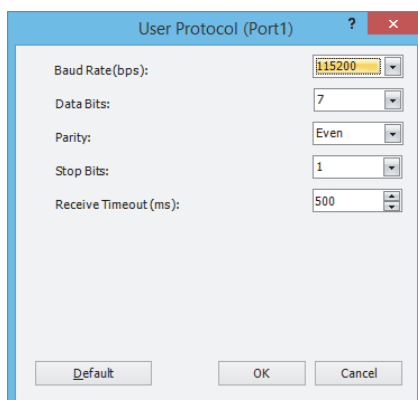 User Protocol (Port1) ? ×
Baud Rate(bps): 115200
Data Bits: 7
Parity: Even
Stop Bits: 1
Receive Timeout (ms): 500
Default OK Cancel